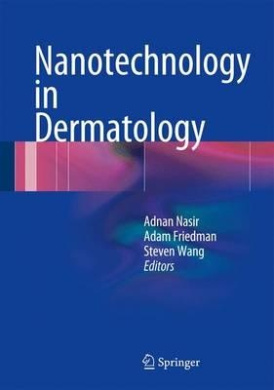 Nanotechnology
in
Dermatology
Adnan Nasir
Adam Friedman
Steven Wang
Editors
Springer